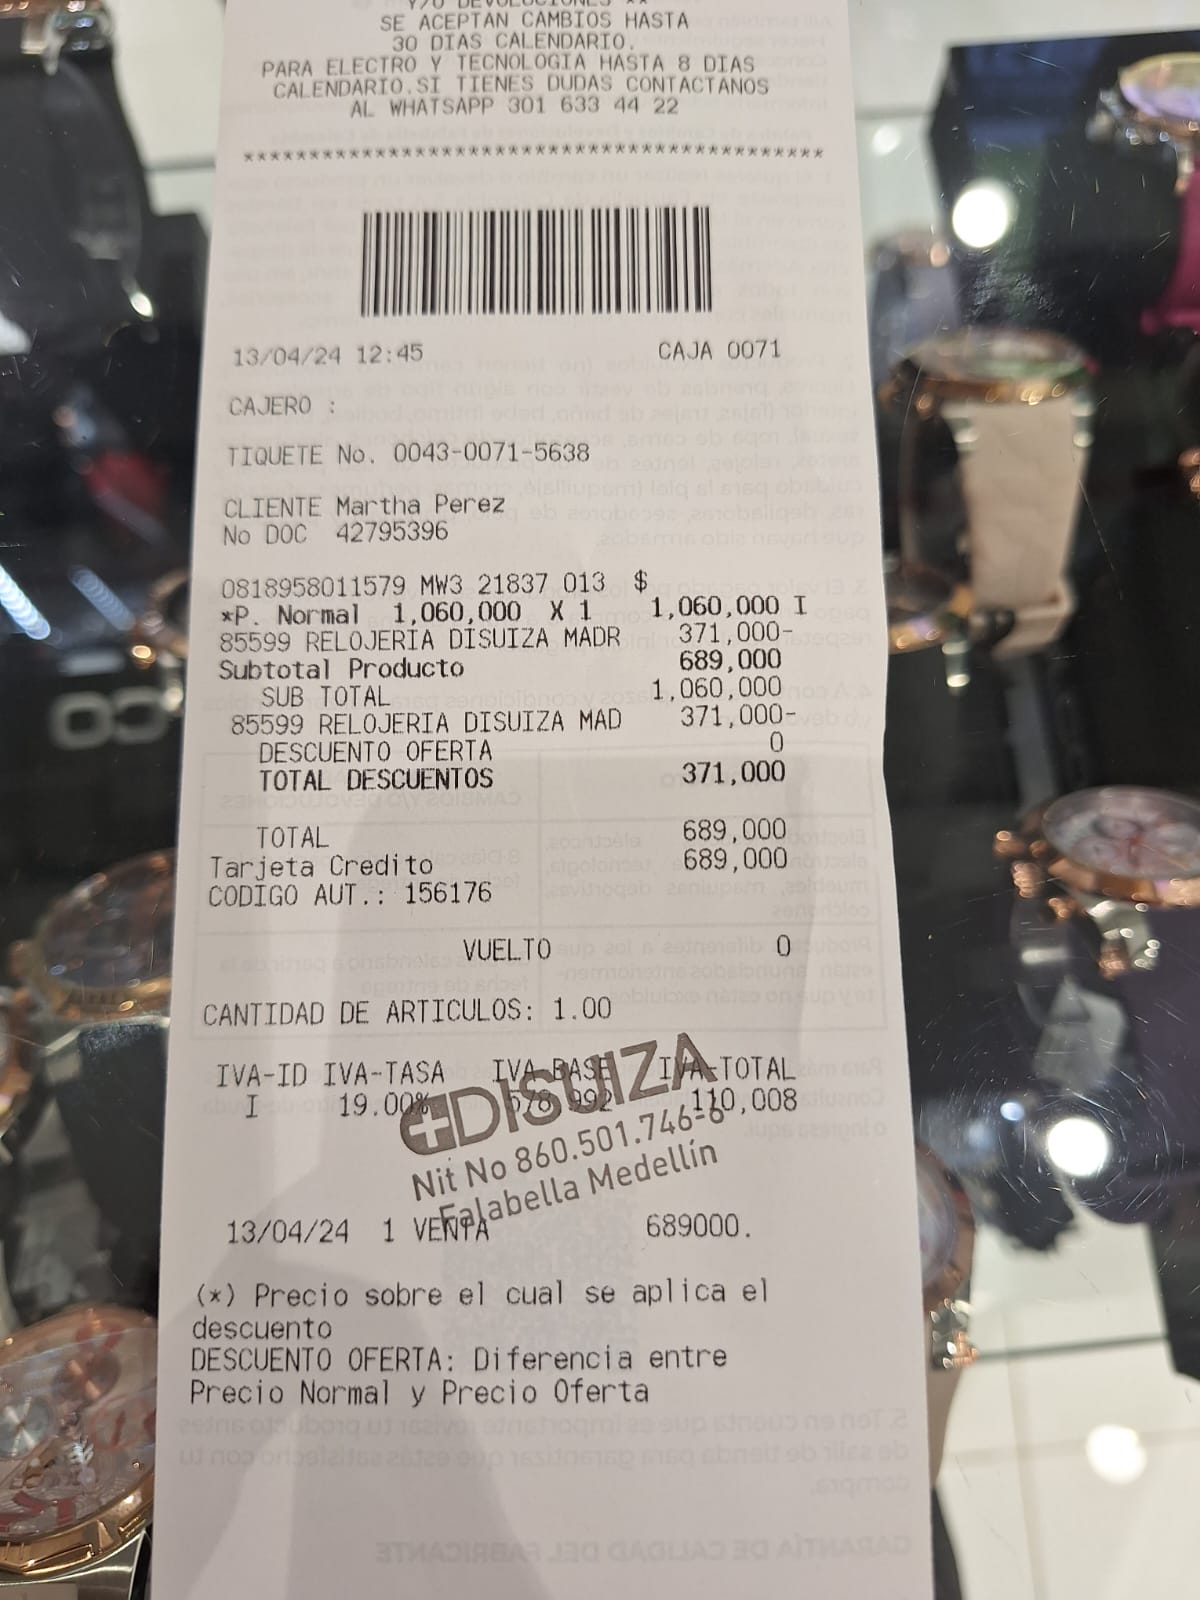 Y/O DEVOLUCIONES **
SE ACEPTAN CAMBIOS HASTA
30 DIAS CALENDARIO.
PARA ELECTRO Y TECNOLOGIA HASTA 8 DIAS
CALENDARIO.SI TIENES DUDAS CONTACTANOS
AL WHATSAPP 301 633 44 22
********************************************
13/04/24 12:45 CAJA 0071
CAJERO :
TIQUETE No. 0043-0071-5638
CLIENTE Martha Perez
No DOC 42795396
0818958011579 MW3 21837 013 $
*P. Normal 1,060,000 X 1 1,060,000 I
85599 RELOJERIA DISUIZA MADR 371,000-
Subtotal Producto 689,000
SUB TOTAL 1,060,000
85599 RELOJERIA DISUIZA MAD 371,000-
DESCUENTO OFERTA 0
TOTAL DESCUENTOS 371,000
TOTAL 689,000
Tarjeta Credito 689,000
CODIGO AUT.: 156176
VUELTO 0
CANTIDAD DE ARTICULOS: 1.00
IVA-ID IVA-TASA IVA-BASE IVA-TOTAL
I 19.00% 578,992 110,008
DISUIZA
Nit No 860.501.746-6
Falabella Medellín
13/04/24 1 VENTA 689000.
(*) Precio sobre el cual se aplica el
descuento
DESCUENTO OFERTA: Diferencia entre
Precio Normal y Precio Oferta